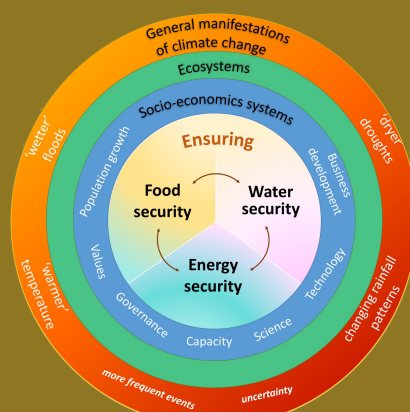 General manifestations
of climate change
Ecosystems
Socio-economics systems
Ensuring
Food
security
Water
security
Energy
security
Population growth
Values
Governance
Capacity
Science
Technology
Business
development
'wetter'
floods
'warmer'
temperature
more frequent events
uncertainty
changing rainfall
patterns
'dryer'
droughts